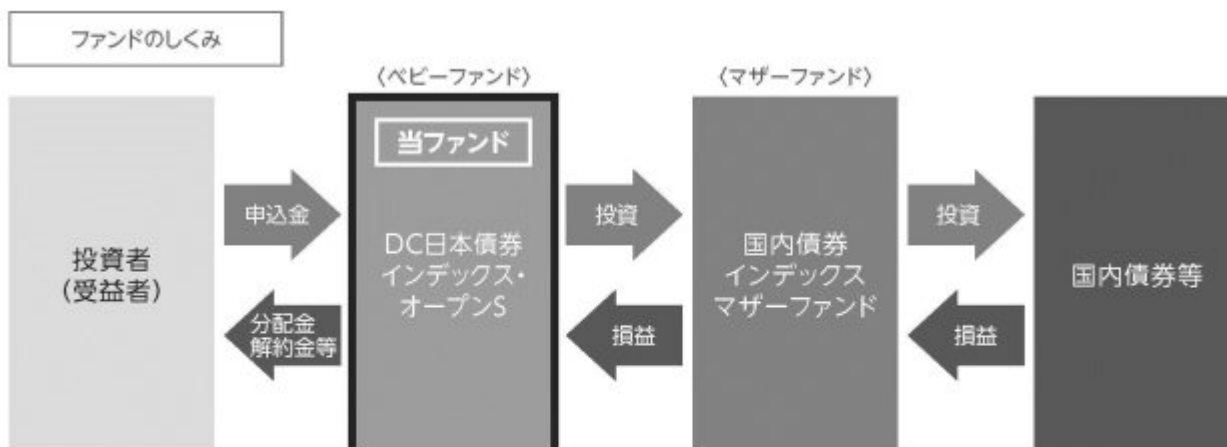 ファンドのしくみ
〈ベビーファンド〉
〈マザーファンド〉
投資者
（受益者）
申込金
分配金
解約金等
当ファンド
DC日本債券
インデックス・
オープンS
投資
損益
国内債券
インデックス
マザーファンド
投資
損益
国内債券等